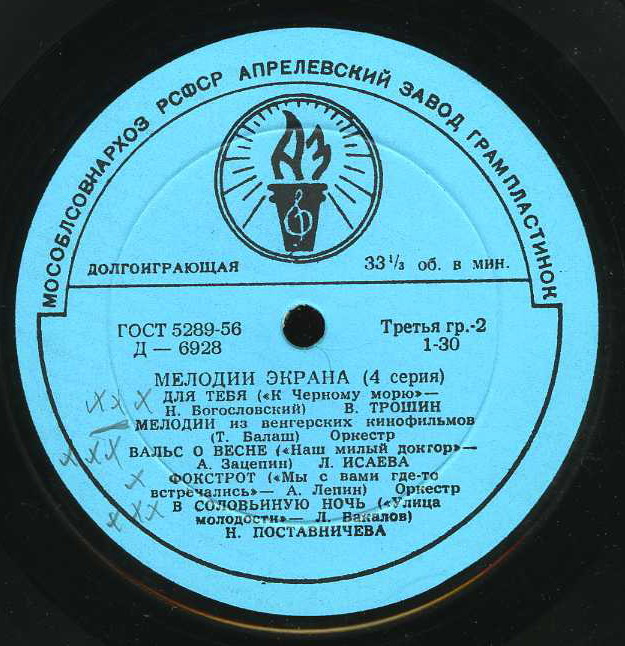 МОСОБЛСОВНАРХОЗ РСФСР АПРЕЛЕВСКИЙ ЗАВОД ГРАМПЛАСТИНОК
АЗ
ДОЛГОИГРАЮЩАЯ 33 1/3 об. в мин.
ГОСТ 5289-56 Третья гр.-2
Д — 6928 1-30
МЕЛОДИИ ЭКРАНА (4 серия)
ДЛЯ ТЕБЯ («К Черному морю»—
Н. Богословский) В. ТРОШИН
МЕЛОДИИ из венгерских кинофильмов
(Т. Балаш) Оркестр
ВАЛЬС О ВЕСНЕ («Наш милый доктор»—
А. Зацепин) Л. ИСАЕВА
ФОКСТРОТ («Мы с вами где-то
встречались»— А. Лепин) Оркестр
В СОЛОВЬИНУЮ НОЧЬ («Улица
молодости»— Л. Вакалов)
Н. ПОСТАВНИЧЕВА